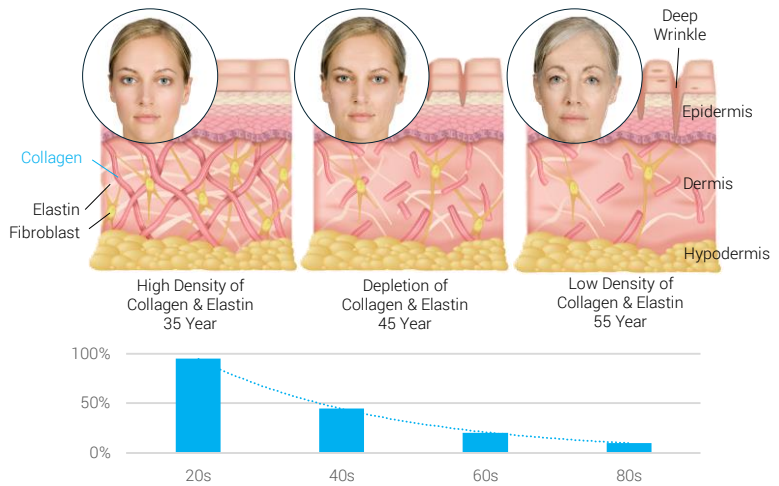 Deep
Wrinkle
Epidermis
Collagen
Dermis
Elastin
Fibroblast
Hypodermis
High Density of
Collagen & Elastin
35 Year
Depletion of
Collagen & Elastin
45 Year
Low Density of
Collagen & Elastin
55 Year
100%
50%
0%
20s
40s
60s
80s